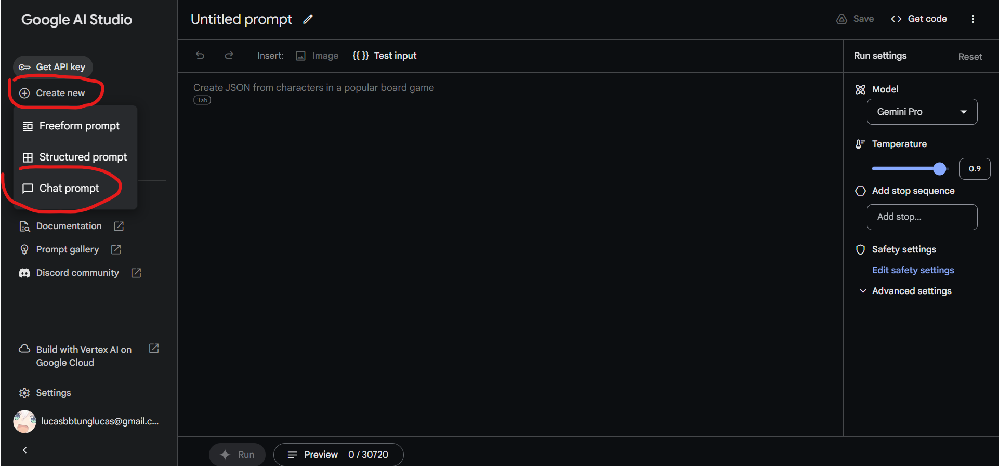 Google AI Studio
Get API key
Create new
Freeform prompt
Structured prompt
Chat prompt
Documentation
Prompt gallery
Discord community
Build with Vertex AI on
Google Cloud
Settings
lucasbbtunglucas@gmail.c...
Untitled prompt
Save
<> Get code
Insert:
Image
{{ }} Test input
Create JSON from characters in a popular board game
Tab
Run
Preview 0 / 30720
Run settings
Reset
Model
Gemini Pro
Temperature
0.9
Add stop sequence
Add stop...
Safety settings
Edit safety settings
Advanced settings